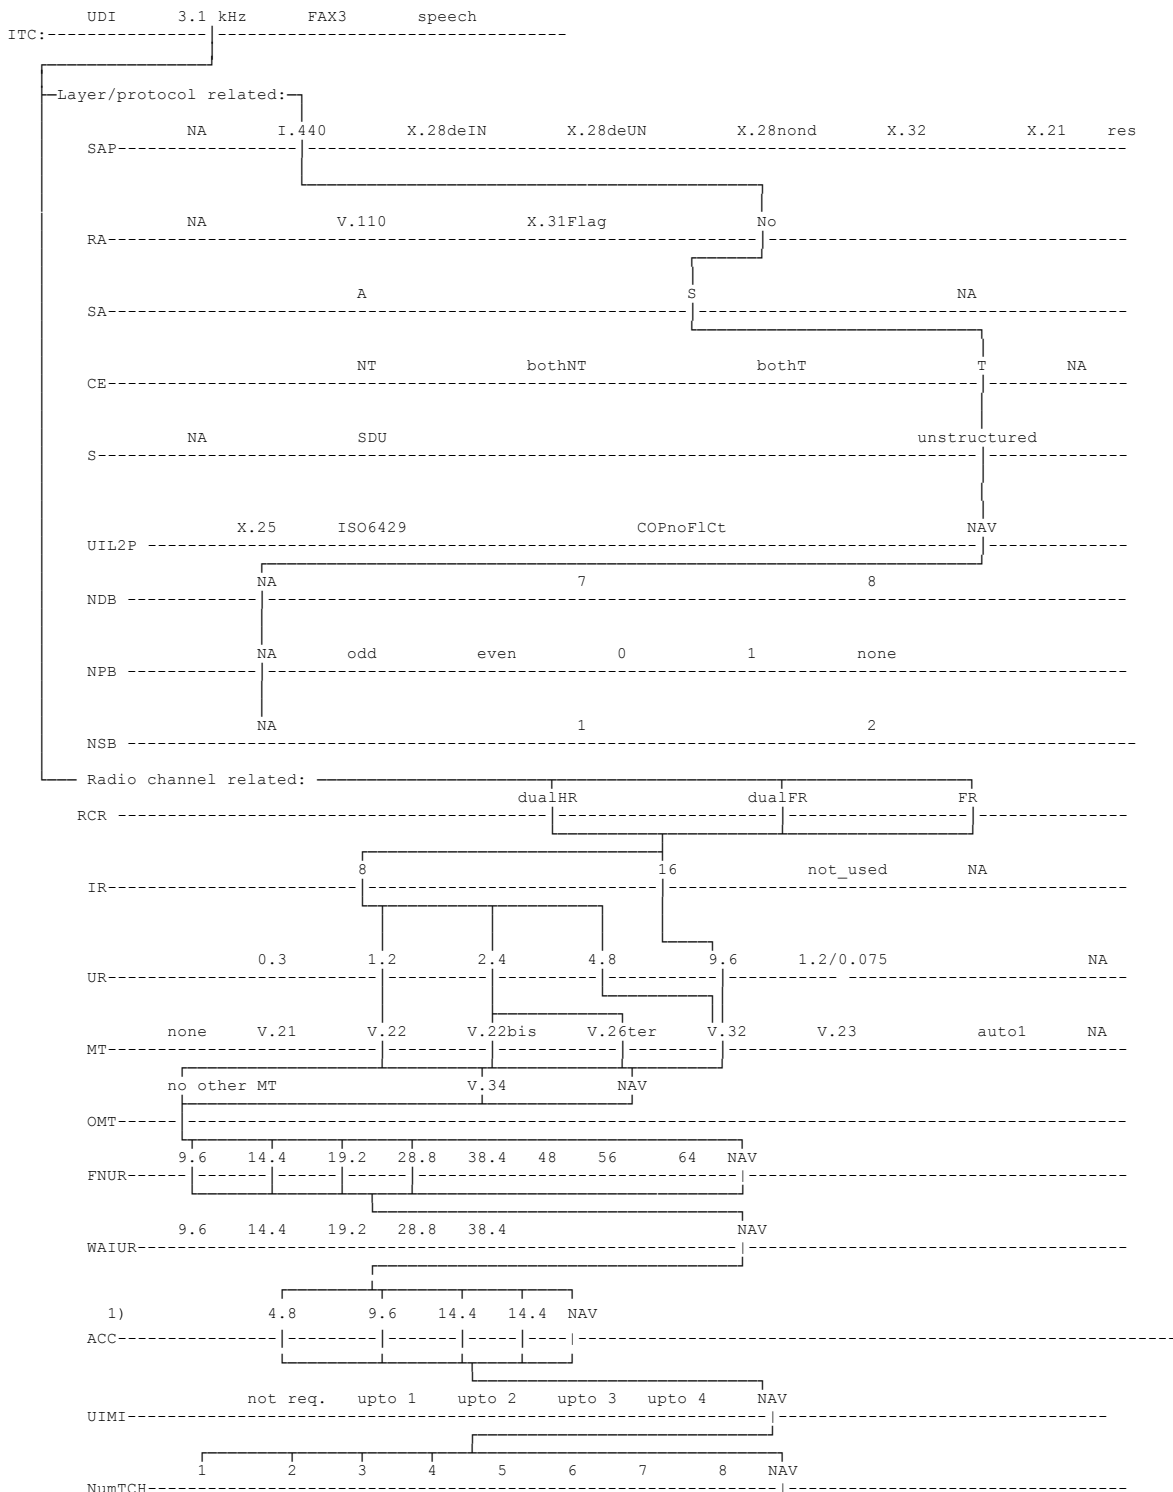 UDI 3.1 kHz FAX3 speech
ITC:
Layer/protocol related:
NA I.440 X.28deIN X.28deUN X.28nond X.32 X.21 res
SAP
NA V.110 X.31Flag No
RA
A S NA
SA
NT bothNT bothT T NA
CE
NA SDU unstructured
S
X.25 ISO6429 COPnoFlCt NAV
UIL2P
NA 7 8
NDB
NA odd even 0 1 none
NPB
NA 1 2
NSB
Radio channel related:
dualHR dualFR FR
RCR
8 16 not_used NA
IR
0.3 1.2 2.4 4.8 9.6 1.2/0.075 NA
UR
none V.21 V.22 V.22bis V.26ter V.32 V.23 auto1 NA
MT
no other MT V.34 NAV
OMT
9.6 14.4 19.2 28.8 38.4 48 56 64 NAV
FNUR
9.6 14.4 19.2 28.8 38.4 NAV
WAIUR
1) 4.8 9.6 14.4 14.4 NAV
ACC
not req. upto 1 upto 2 upto 3 upto 4 NAV
UIMI
1 2 3 4 5 6 7 8 NAV
NumTCH